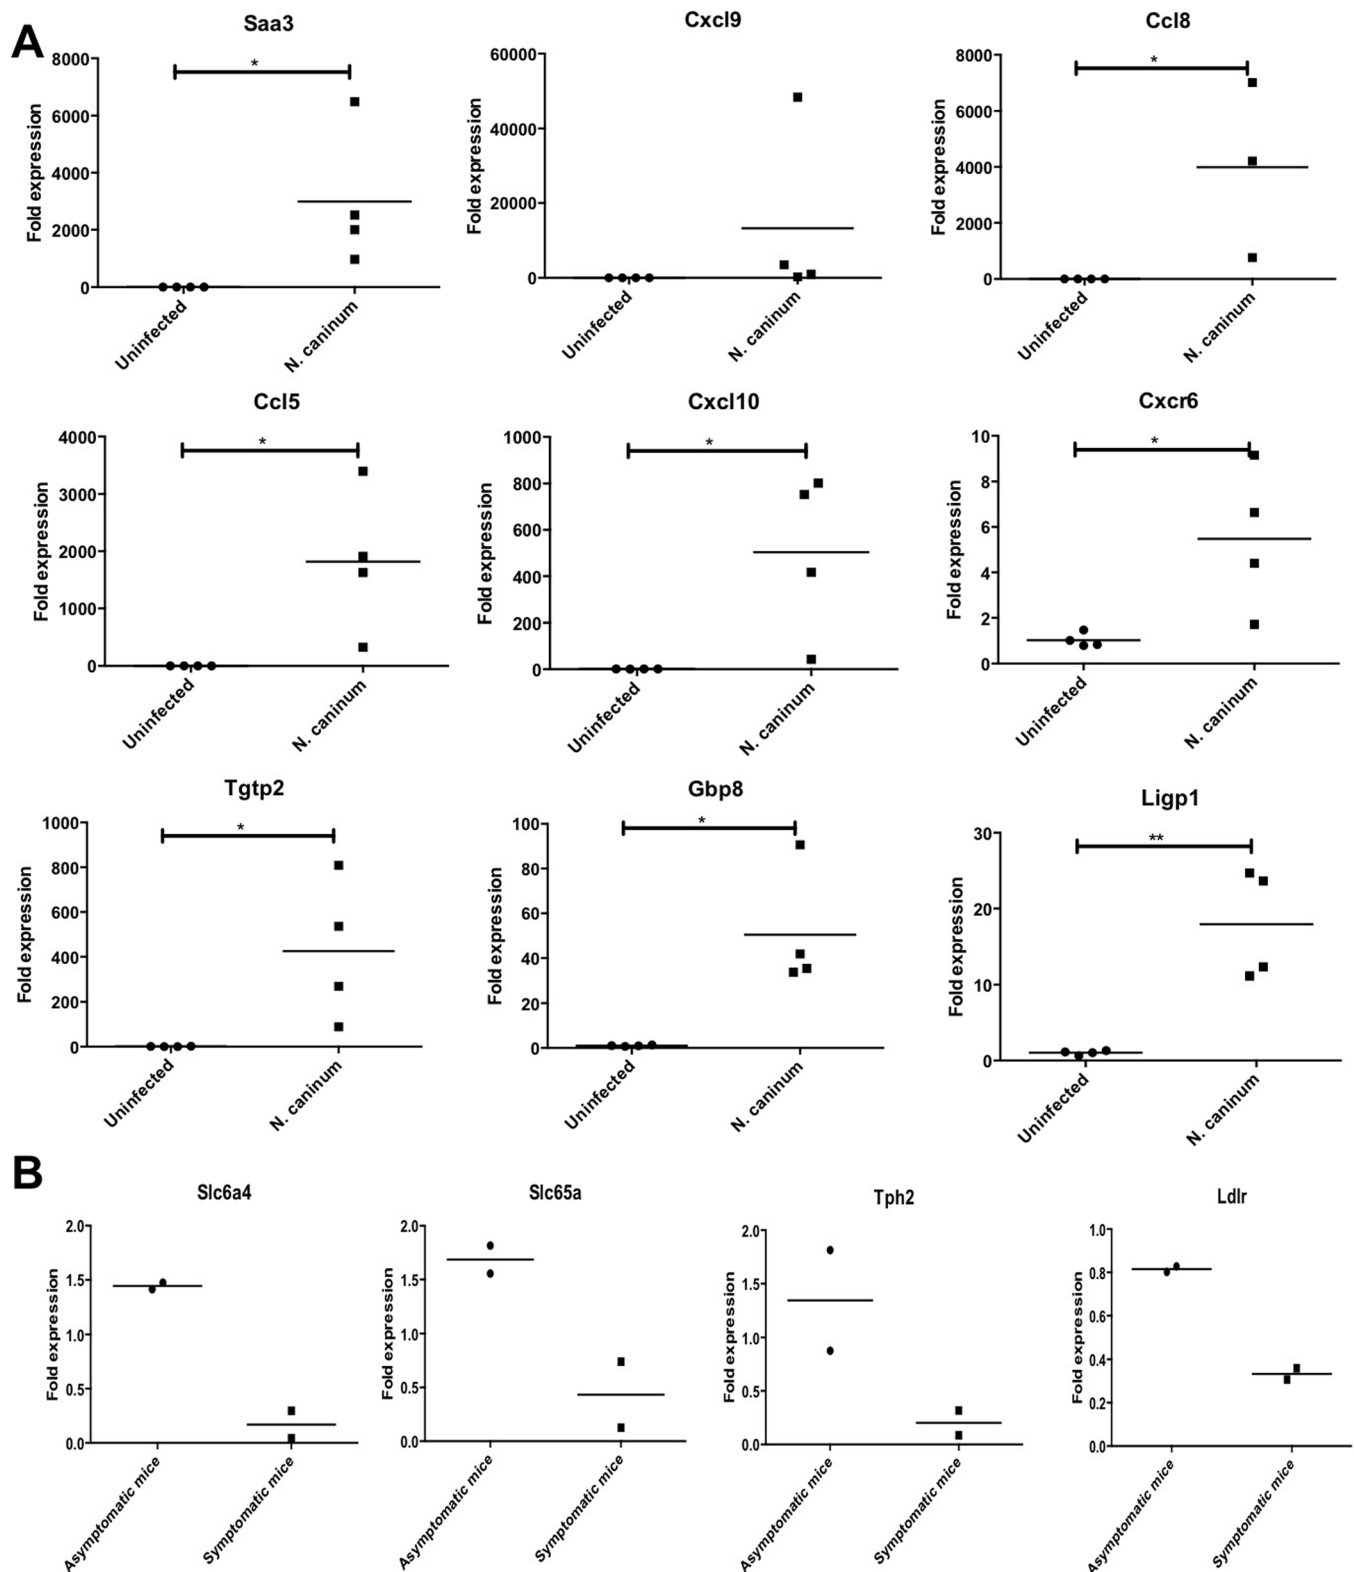 A
Saa3
Fold expression
8000
6000
4000
2000
0
*
Uninfected
N. caninum
Cxcl9
Fold expression
60000
40000
20000
0
Uninfected
N. caninum
Ccl8
Fold expression
8000
6000
4000
2000
0
*
Uninfected
N. caninum
Ccl5
Fold expression
4000
3000
2000
1000
0
*
Uninfected
N. caninum
Cxcl10
Fold expression
1000
800
600
400
200
0
*
Uninfected
N. caninum
Cxcr6
Fold expression
10
8
6
4
2
0
*
Uninfected
N. caninum
Tgtp2
Fold expression
1000
800
600
400
200
0
*
Uninfected
N. caninum
Gbp8
Fold expression
100
80
60
40
20
0
*
Uninfected
N. caninum
Ligp1
Fold expression
30
20
10
0
**
Uninfected
N. caninum
B
Slc6a4
Fold expression
2.0
1.5
1.0
0.5
0.0
Asymptomatic mice
Symptomatic mice
Slc65a
Fold expression
2.0
1.5
1.0
0.5
0.0
Asymptomatic mice
Symptomatic mice
Tph2
Fold expression
2.0
1.5
1.0
0.5
0.0
Asymptomatic mice
Symptomatic mice
Ldlr
Fold expression
1.0
0.8
0.6
0.4
0.2
0.0
Asymptomatic mice
Symptomatic mice